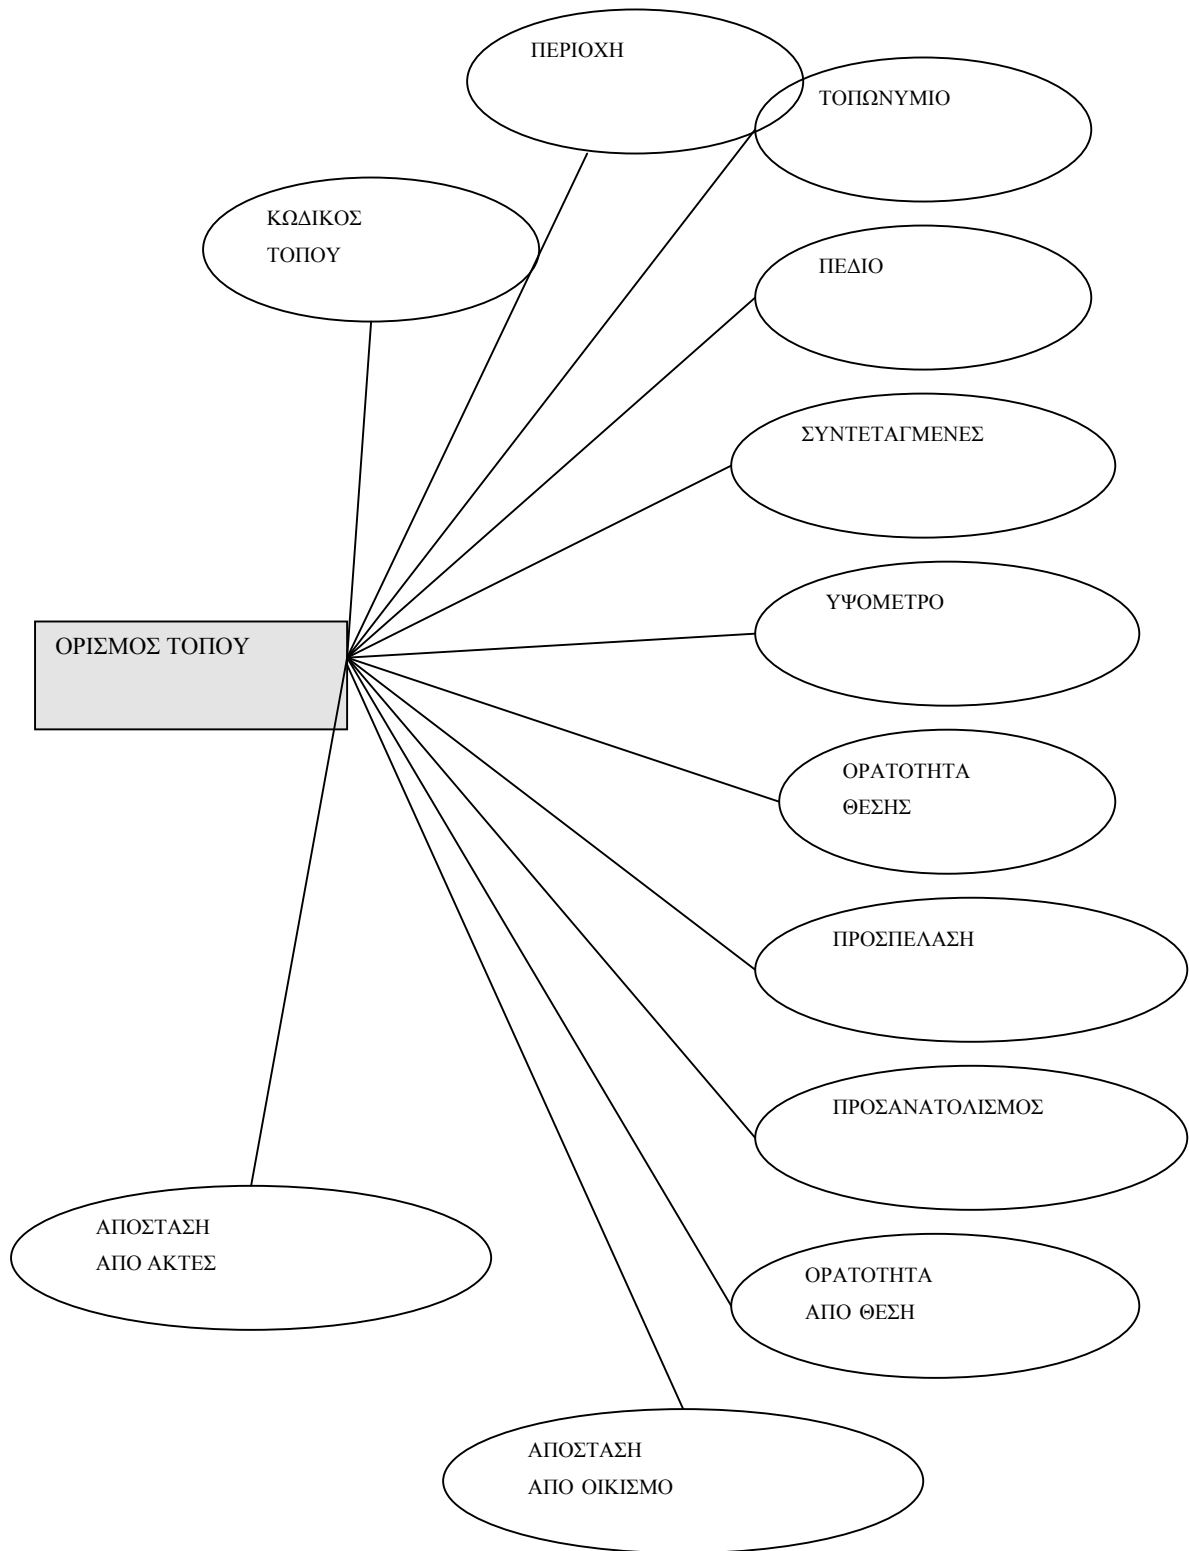 ΠΕΡΙΟΧΗ
ΤΟΠΩΝΥΜΙΟ
ΚΩΔΙΚΟΣ
ΤΟΠΟΥ
ΠΕΔΙΟ
ΣΥΝΤΕΤΑΓΜΕΝΕΣ
ΥΨΟΜΕΤΡΟ
ΟΡΙΣΜΟΣ ΤΟΠΟΥ
ΟΡΑΤΟΤΗΤΑ
ΘΕΣΗΣ
ΠΡΟΣΠΕΛΑΣΗ
ΠΡΟΣΑΝΑΤΟΛΙΣΜΟΣ
ΑΠΟΣΤΑΣΗ
ΑΠΟ ΑΚΤΕΣ
ΟΡΑΤΟΤΗΤΑ
ΑΠΟ ΘΕΣΗ
ΑΠΟΣΤΑΣΗ
ΑΠΟ ΟΙΚΙΣΜΟ